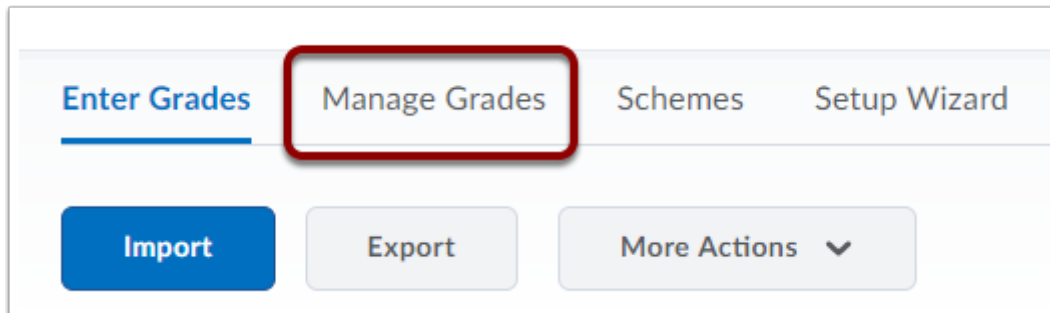 Enter Grades Manage Grades Schemes Setup Wizard
Import Export More Actions